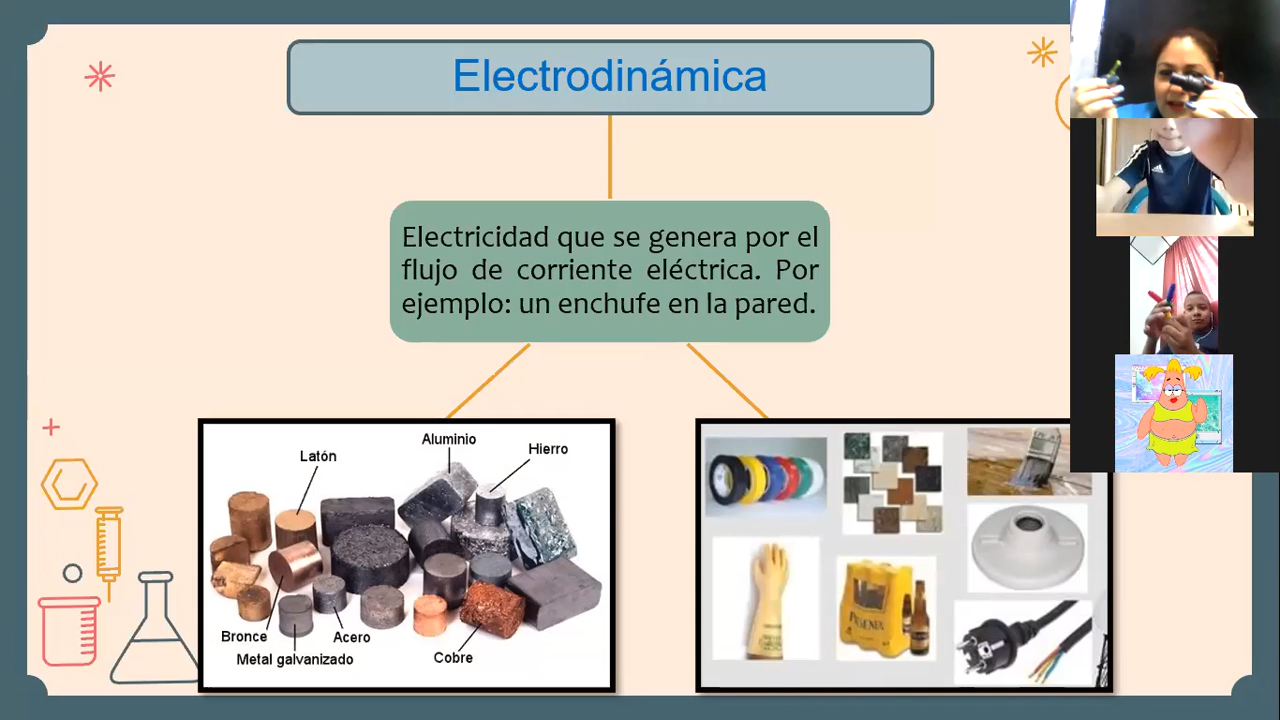 Electrodinámica
Electricidad que se genera por el
flujo de corriente eléctrica. Por
ejemplo: un enchufe en la pared.
Aluminio
Hierro
Latón
Bronce
Acero
Metal galvanizado
Cobre